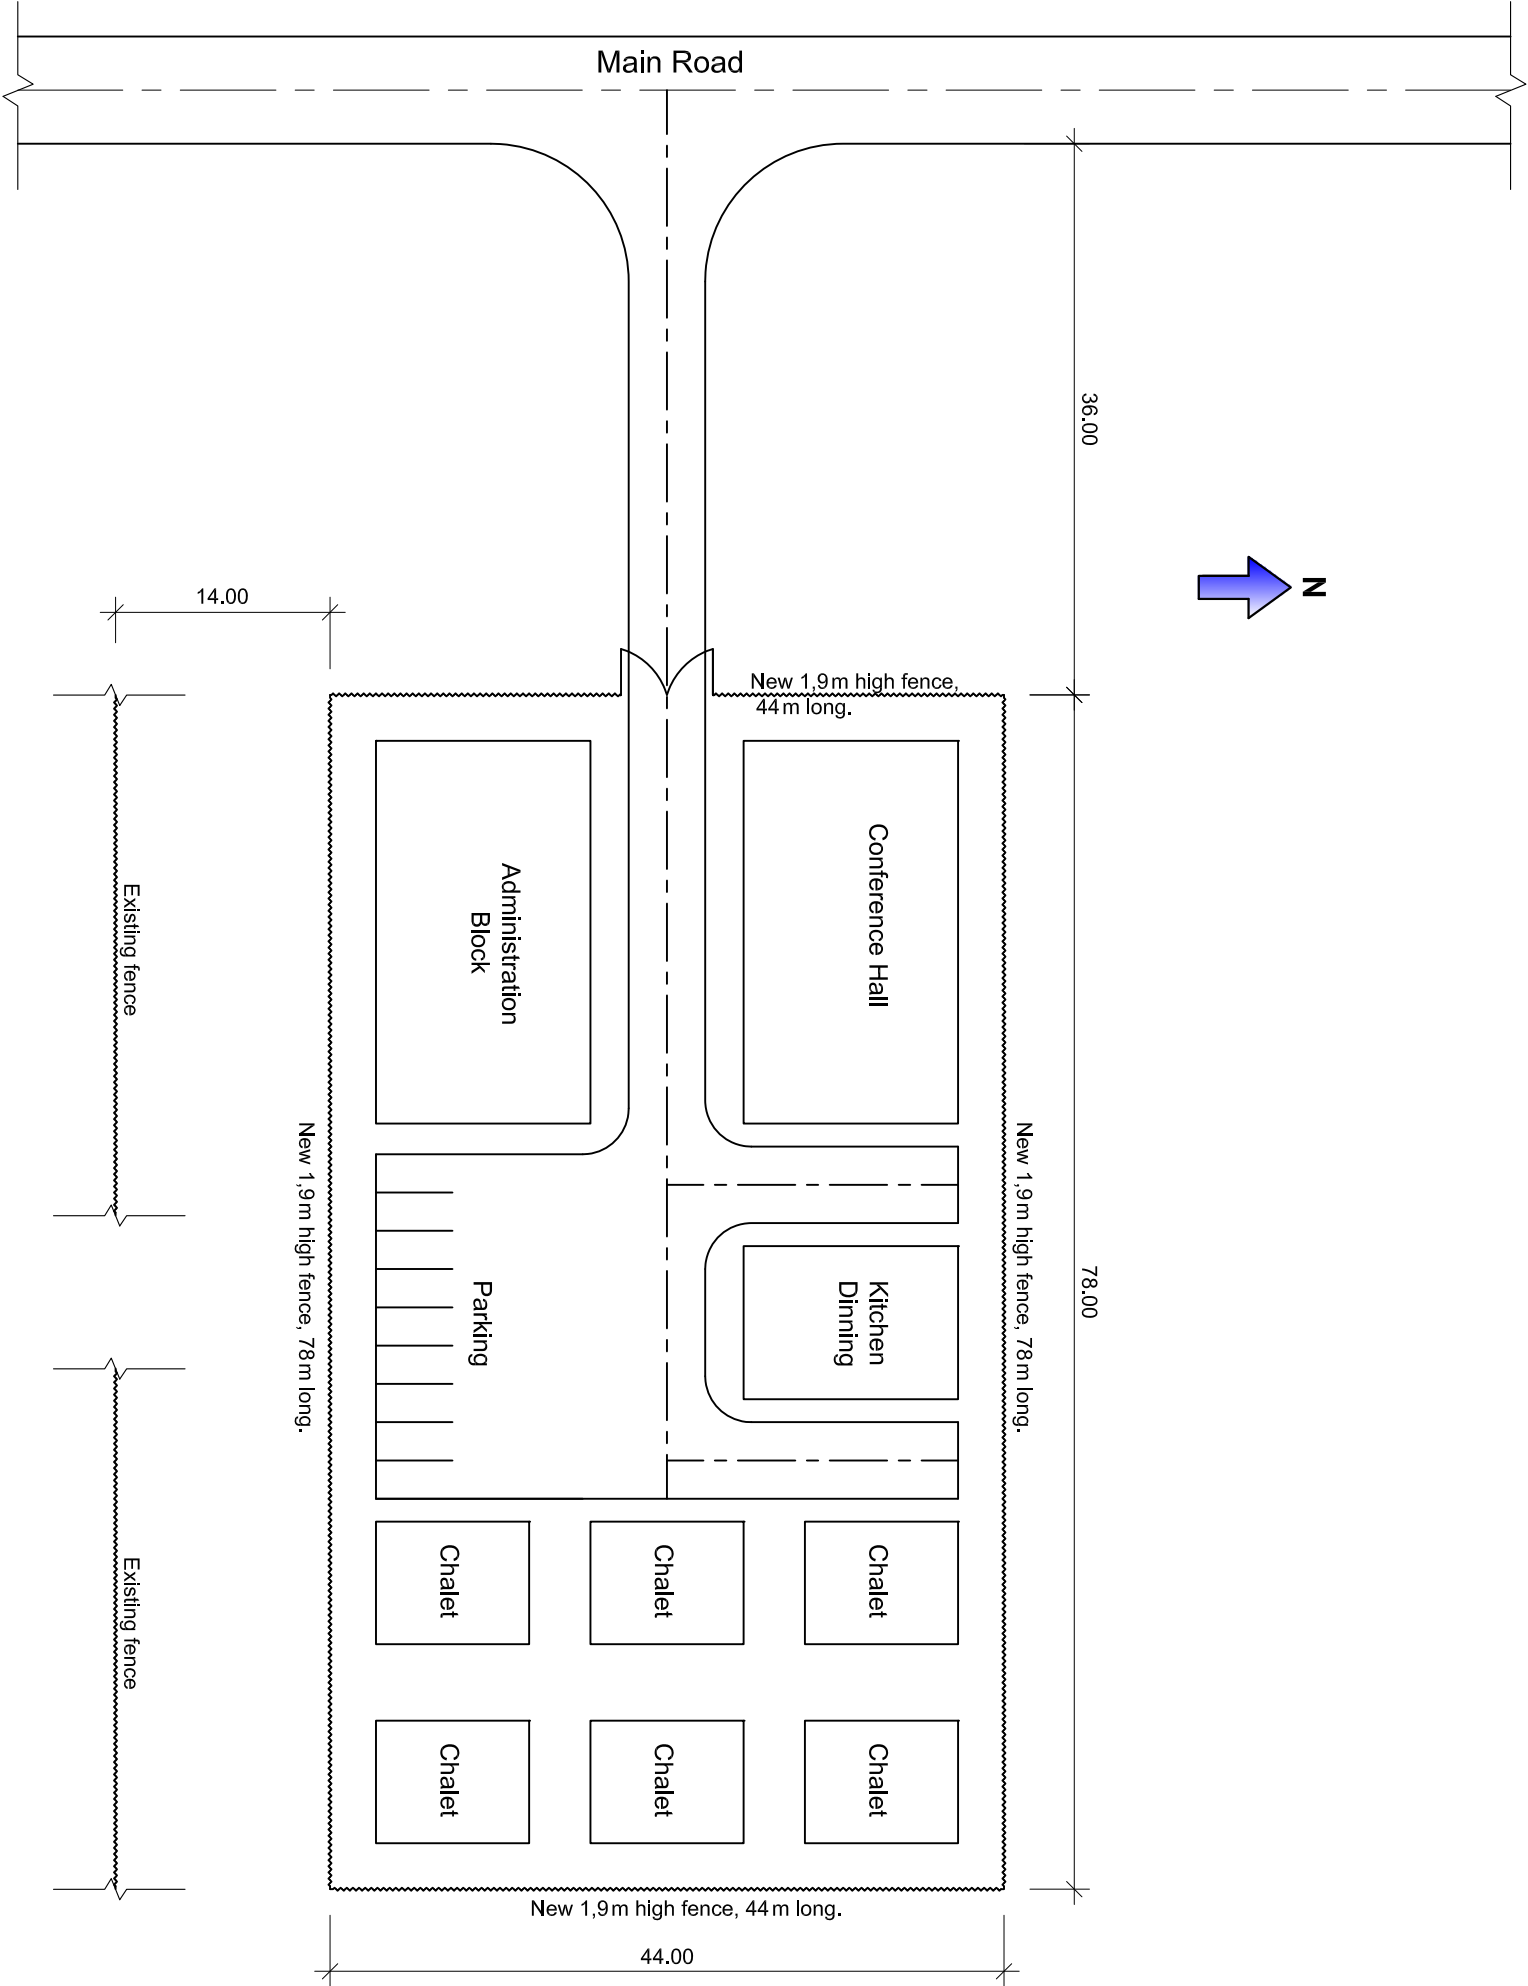 Main Road
36.00
N
14.00
New 1,9m high fence,
44m long.
Conference Hall
Administration
Block
Existing fence
New 1,9m high fence, 78m long.
New 1,9m high fence, 78m long.
78.00
Kitchen
Dinning
Parking
Chalet
Chalet
Chalet
Existing fence
Chalet
Chalet
Chalet
New 1,9m high fence, 44m long.
44.00